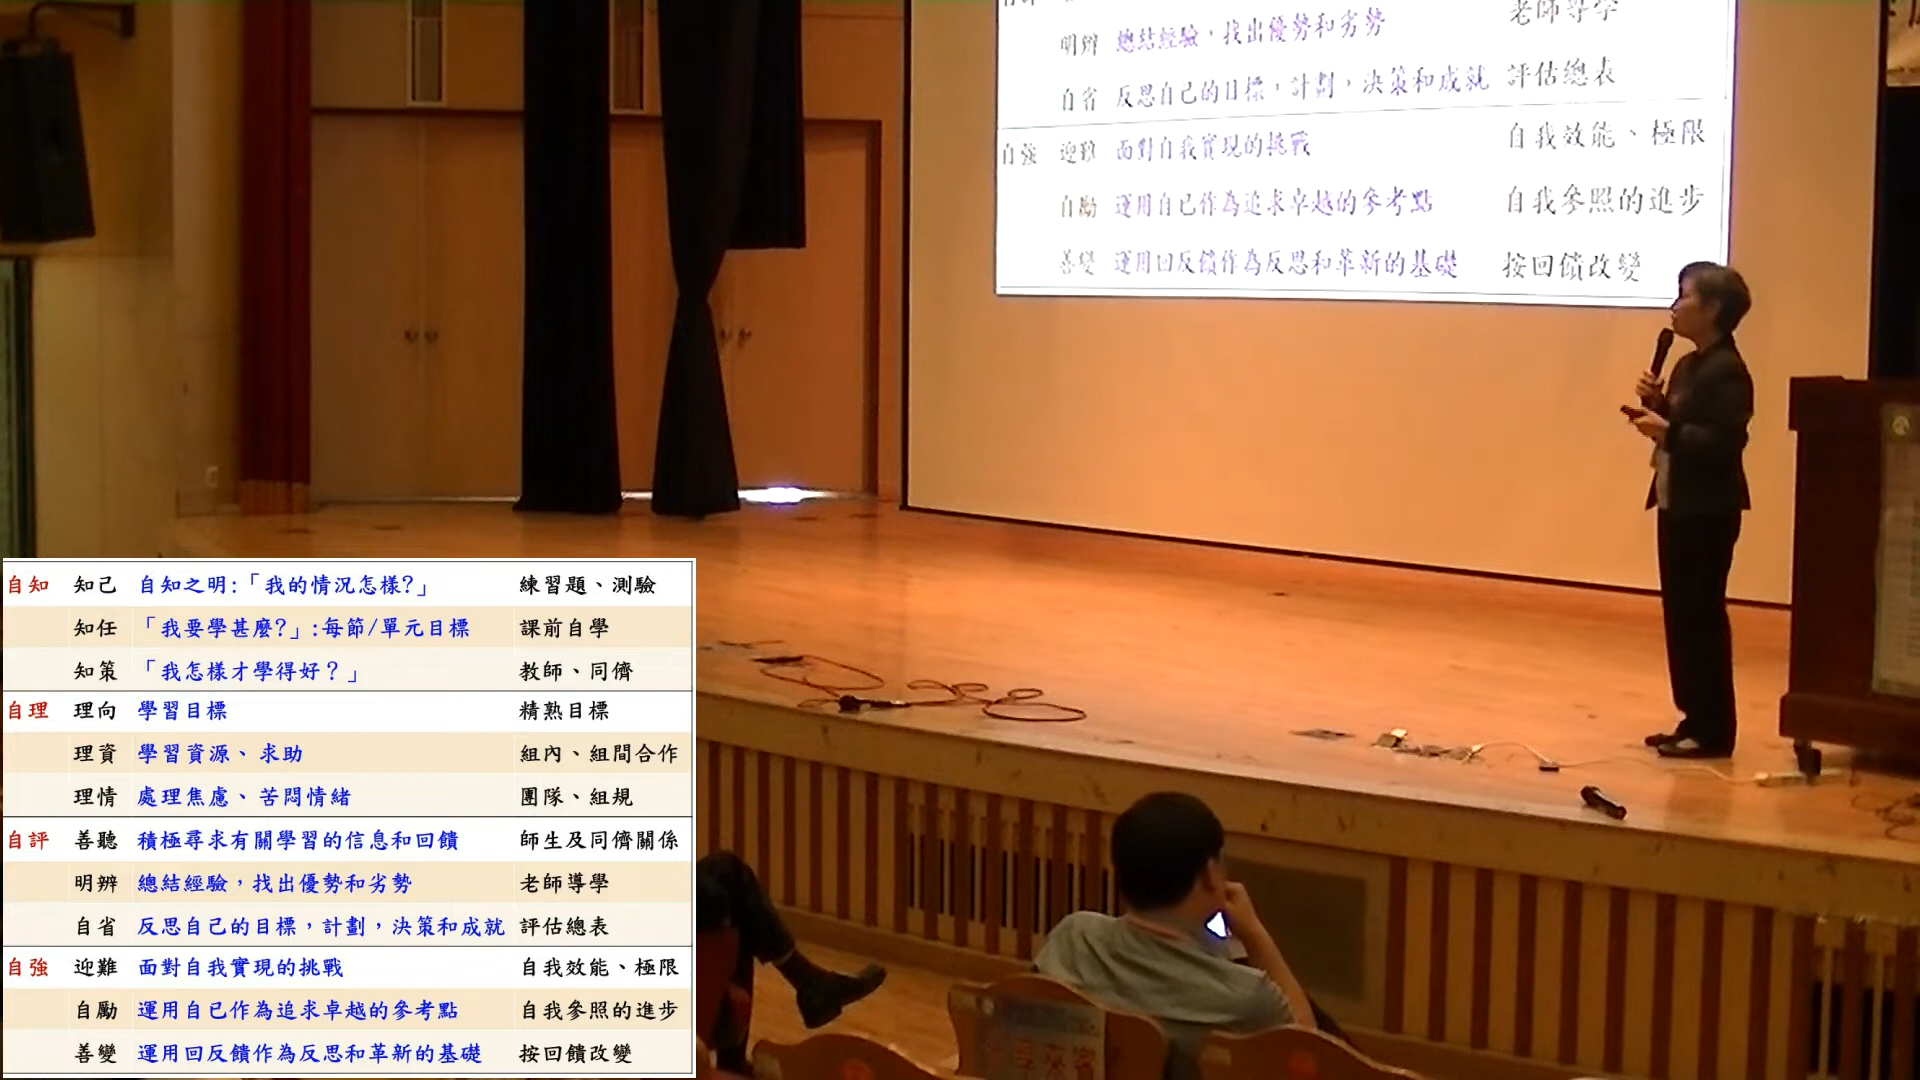 明辨 總結經驗，找出優勢和劣勢 老師導學
自省 反思自己的目標，計劃，決策和成就 評估總表
自強 迎難 面對自我實現的挑戰 自我效能、極限
自勵 運用自己作為追求卓越的參考點 自我參照的進步
善變 運用回反饋作為反思和革新的基礎 按回饋改變
自知 知己 自知之明:「我的情況怎樣?」 練習題、測驗
知任 「我要學甚麼?」:每節/單元目標 課前自學
知策 「我怎樣才學得好？」 教師、同儕
自理 理向 學習目標 精熟目標
理資 學習資源、求助 組內、組間合作
理情 處理焦慮、苦悶情緒 團隊、組規
自評 善聽 積極尋求有關學習的信息和回饋 師生及同儕關係
明辨 總結經驗，找出優勢和劣勢 老師導學
自省 反思自己的目標，計劃，決策和成就 評估總表
自強 迎難 面對自我實現的挑戰 自我效能、極限
自勵 運用自己作為追求卓越的參考點 自我參照的進步
善變 運用回反饋作為反思和革新的基礎 按回饋改變